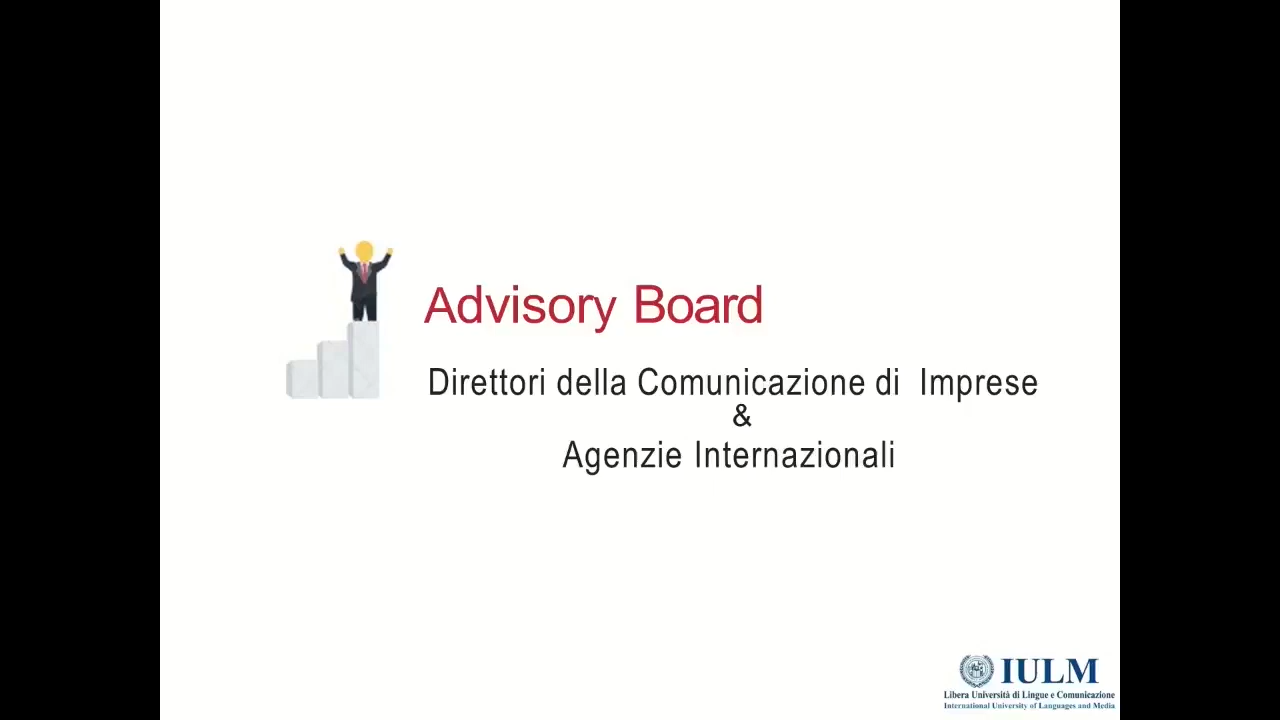 Advisory Board
Direttori della Comunicazione di Imprese
&
Agenzie Internazionali
IULM
Libera Università di Lingue e Comunicazione
International University of Languages and Media